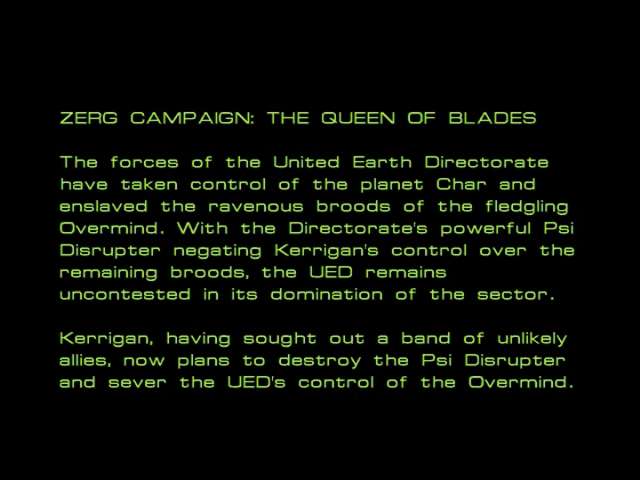 ZERG CAMPAIGN: THE QUEEN OF BLADES
The forces of the United Earth Directorate
have taken control of the planet Char and
enslaved the ravenous broods of the fledgling
Overmind. With the Directorate's powerful Psi
Disrupter negating Kerrigan's control over the
remaining broods, the UED remains
uncontested in its domination of the sector.
Kerrigan, having sought out a band of unlikely
allies, now plans to destroy the Psi Disrupter
and sever the UED's control of the Overmind.